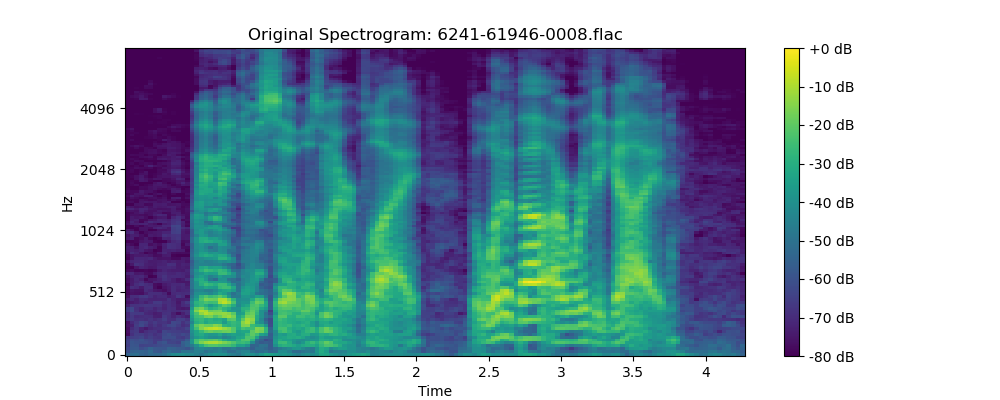 Original Spectrogram: 6241-61946-0008.flac
Hz
4096
2048
1024
512
0
0 0.5 1 1.5 2 2.5 3 3.5 4
Time
+0 dB
-10 dB
-20 dB
-30 dB
-40 dB
-50 dB
-60 dB
-70 dB
-80 dB